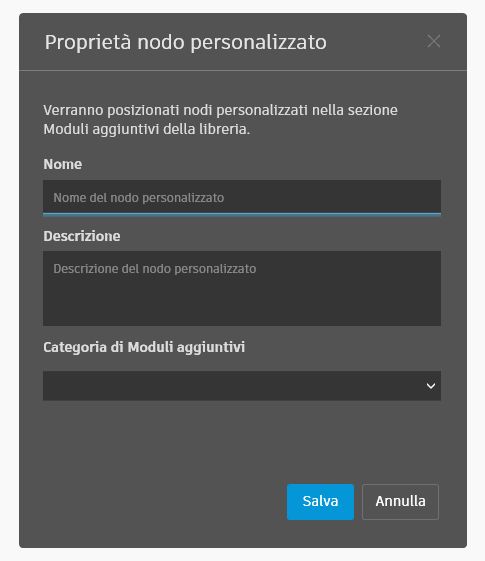 Proprietà nodo personalizzato
Verranno posizionati nodi personalizzati nella sezione
Moduli aggiuntivi della libreria.
Nome
Nome del nodo personalizzato
Descrizione
Descrizione del nodo personalizzato
Categoria di Moduli aggiuntivi
Salva Annulla